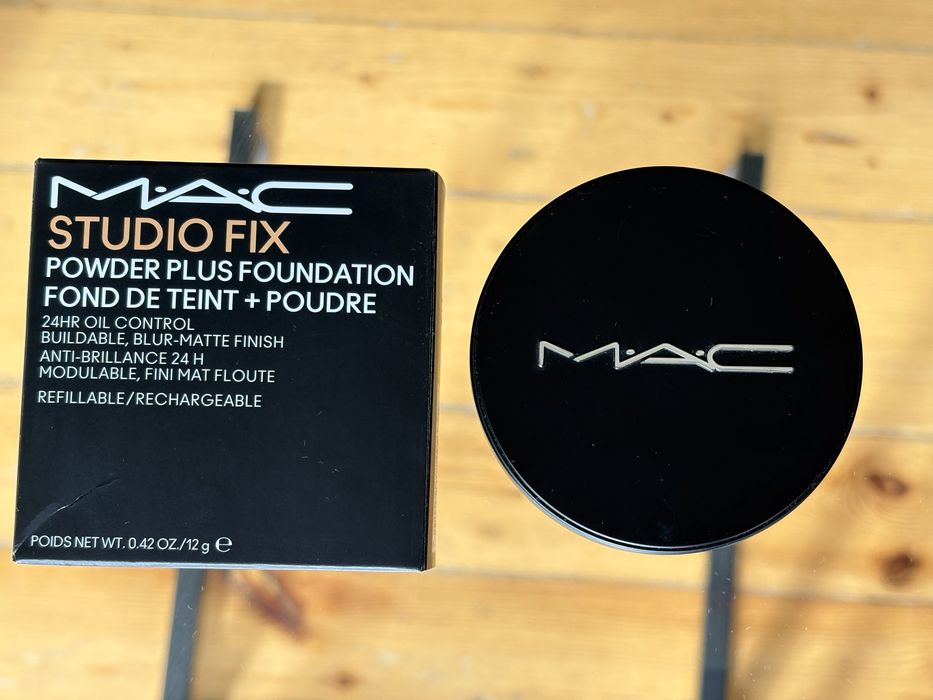 M·A·C
STUDIO FIX
POWDER PLUS FOUNDATION
FOND DE TEINT + POUDRE
24HR OIL CONTROL
BUILDABLE, BLUR-MATTE FINISH
ANTI-BRILLANCE 24 H
MODULABLE, FINI MAT FLOUTE
REFILLABLE/RECHARGEABLE
POIDS NET WT. 0.42 OZ./12 g ℮
M·A·C